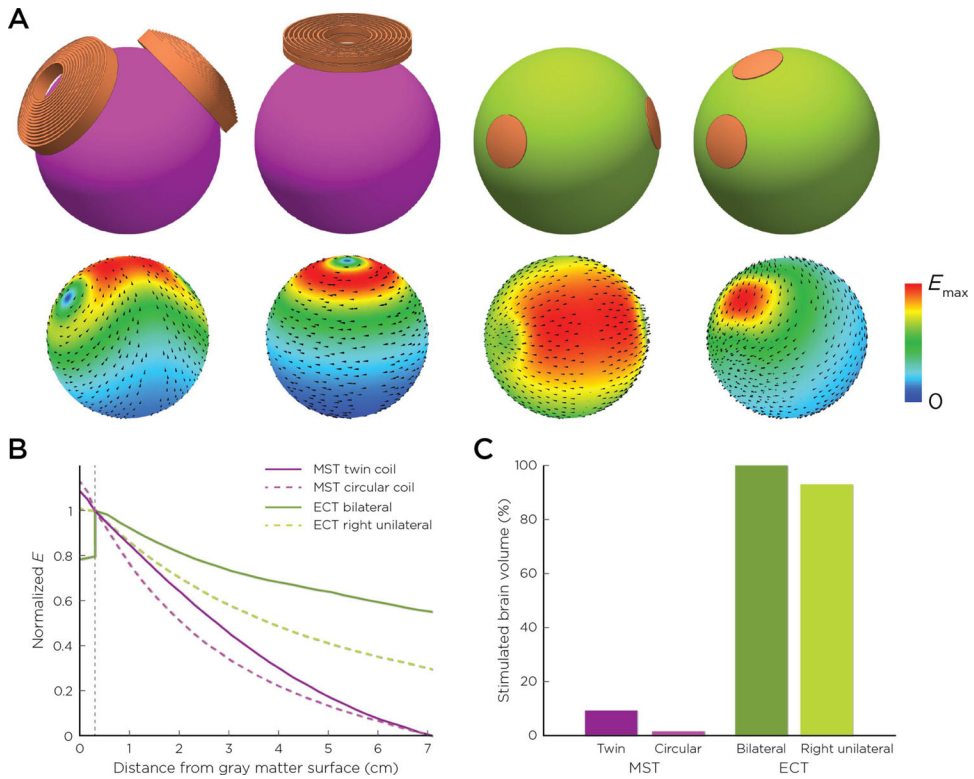 A
Emax
0
B
MST twin coil
MST circular coil
ECT bilateral
ECT right unilateral
Normalized E
1
0.8
0.6
0.4
0.2
0
0 1 2 3 4 5 6 7
Distance from gray matter surface (cm)
C
Stimulated brain volume (%)
100
80
60
40
20
0
Twin Circular Bilateral Right unilateral
MST ECT